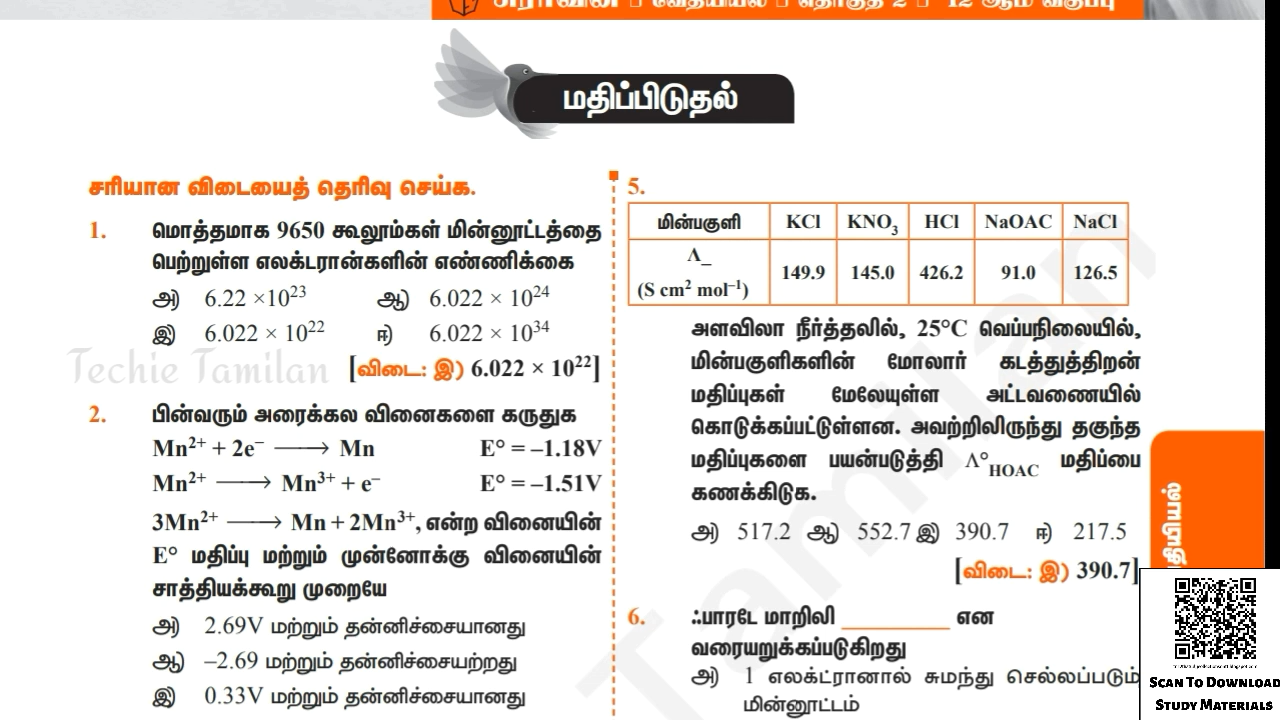 மதிப்பிடுதல்
சரியான விடையைத் தெரிவு செய்க.
1. மொத்தமாக 9650 கூலூம்கள் மின்னூட்டத்தை
பெற்றுள்ள எலக்டரான்களின் எண்ணிக்கை
அ) 6.22 ×10²³ ஆ) 6.022 × 10²⁴
இ) 6.022 × 10²² ஈ) 6.022 × 10³⁴
Techie Tamilan [விடை: இ) 6.022 × 10²²]
2. பின்வரும் அரைக்கல வினைகளை கருதுக
Mn²⁺ + 2e⁻ ⟶ Mn E° = –1.18V
Mn²⁺ ⟶ Mn³⁺ + e⁻ E° = –1.51V
3Mn²⁺ ⟶ Mn + 2Mn³⁺, என்ற வினையின்
E° மதிப்பு மற்றும் முன்னோக்கு வினையின்
சாத்தியக்கூறு முறையே
அ) 2.69V மற்றும் தன்னிச்சையானது
ஆ) –2.69 மற்றும் தன்னிச்சையற்றது
இ) 0.33V மற்றும் தன்னிச்சையானது
5.
மின்பகுளி KCl KNO₃ HCl NaOAC NaCl
Λ_
(S cm² mol⁻¹) 149.9 145.0 426.2 91.0 126.5
அளவிலா நீர்த்தலில், 25°C வெப்பநிலையில்,
மின்பகுளிகளின் மோலார் கடத்துத்திறன்
மதிப்புகள் மேலேயுள்ள அட்டவணையில்
கொடுக்கப்பட்டுள்ளன. அவற்றிலிருந்து தகுந்த
மதிப்புகளை பயன்படுத்தி Λ°HOAC மதிப்பை
கணக்கிடுக.
அ) 517.2 ஆ) 552.7 இ) 390.7 ஈ) 217.5
[விடை: இ) 390.7]
6. ஃபாரடே மாறிலி __________ என
வரையறுக்கப்படுகிறது
அ) 1 எலக்ட்ரானால் சுமந்து செல்லப்படும்
மின்னூட்டம்
SCAN TO DOWNLOAD
STUDY MATERIALS